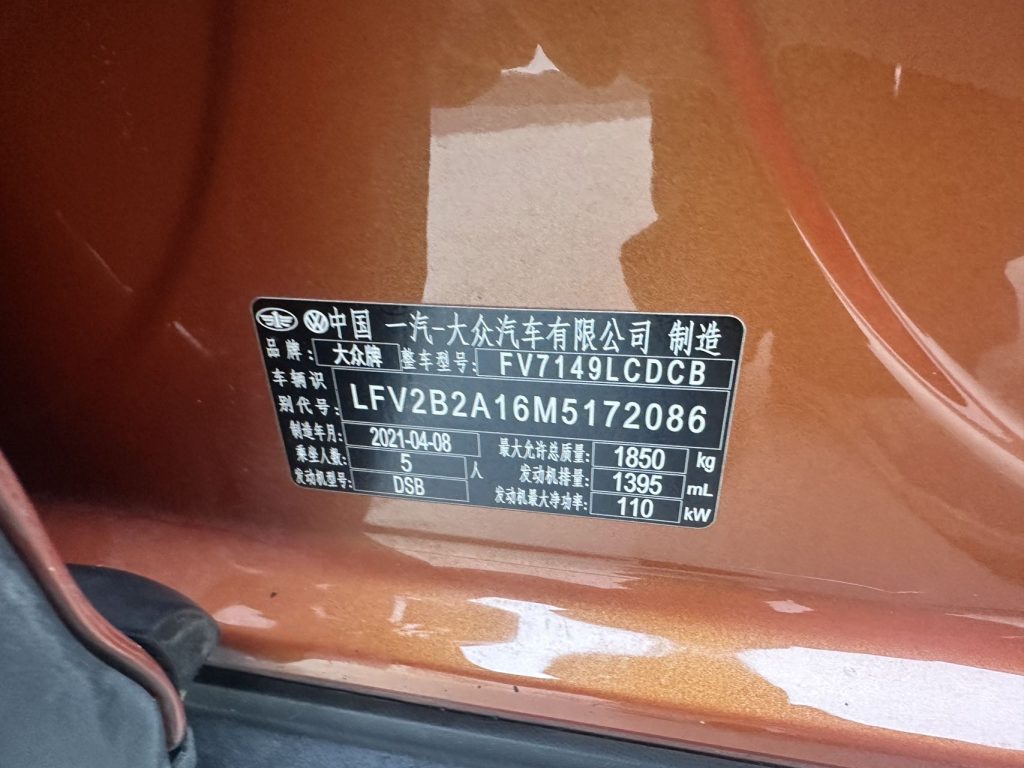 中国 一汽-大众汽车有限公司 制造
品牌: 大众牌 整车型号: FV7149LCDCB
车辆识别代号: LFV2B2A16M5172086
制造年月: 2021-04-08 最大允许总质量: 1850 kg
乘坐人数: 5 人 发动机排量: 1395 mL
发动机型号: DSB 发动机最大净功率: 110 kW